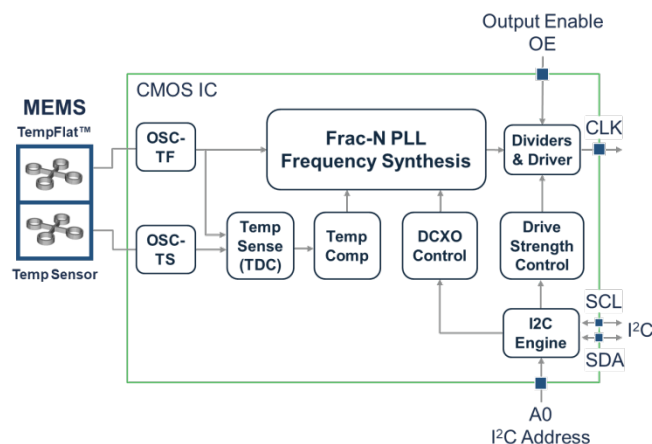 Output Enable
OE
CMOS IC
MEMS
TempFlat™
OSC-
TF
Frac-N PLL
Frequency Synthesis
Dividers
& Driver
CLK
OSC-
TS
Temp
Sense
(TDC)
Temp
Comp
DCXO
Control
Drive
Strength
Control
Temp Sensor
I2C
Engine
SCL
I²C
SDA
A0
I²C Address